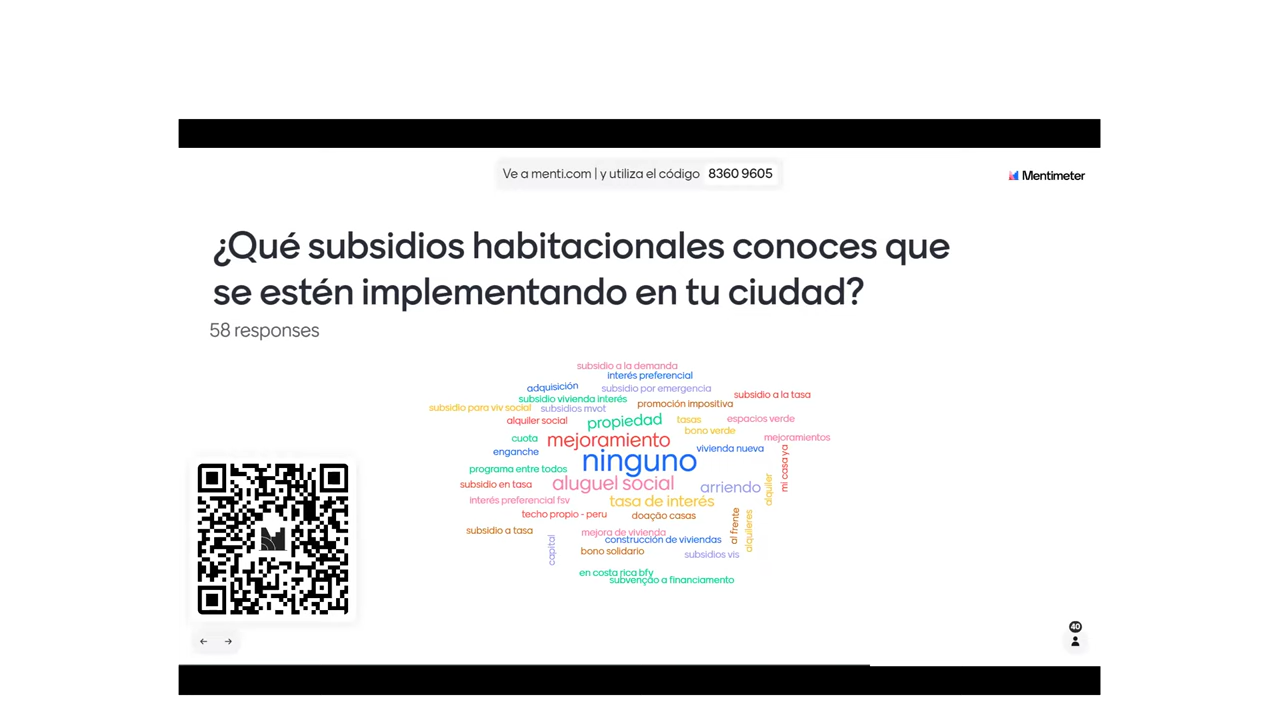 Ve a menti.com | y utiliza el código 8360 9605
Mentimeter
¿Qué subsidios habitacionales conoces que
se estén implementando en tu ciudad?
58 responses
subsidio a la demanda
interés preferencial
adquisición
subsidio por emergencia
subsidio a la tasa
subsidio vivienda interés
promoción impositiva
subsidio para viv social
subsidios mvot
alquiler social
propiedad
tasas
espacios verde
bono verde
cuota
mejoramiento
mejoramientos
enganche
vivienda nueva
mi casa ya
ninguno
programa entre todos
subsidio en tasa
aluguel social
arriendo
alquiler
interés preferencial fsv
tasa de interés
techo propio - peru
doação casas
subsidio a tasa
mejora de vivienda
al frente
alquileres
construcción de viviendas
capital
bono solidario
subsidios vis
en costa rica bfv
subvenção a financiamento
40